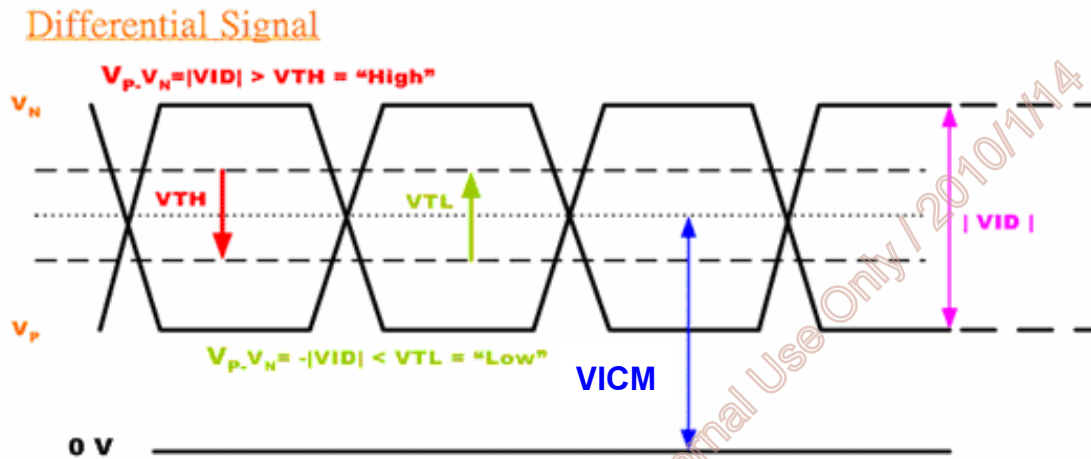 Differential Signal
VP-VN=|VID| > VTH = “High”
VN
VTH
VTL
| VID |
VP
VP-VN= -|VID| < VTL = “Low”
VICM
0 V
ernal Use Only / 2010/1/14